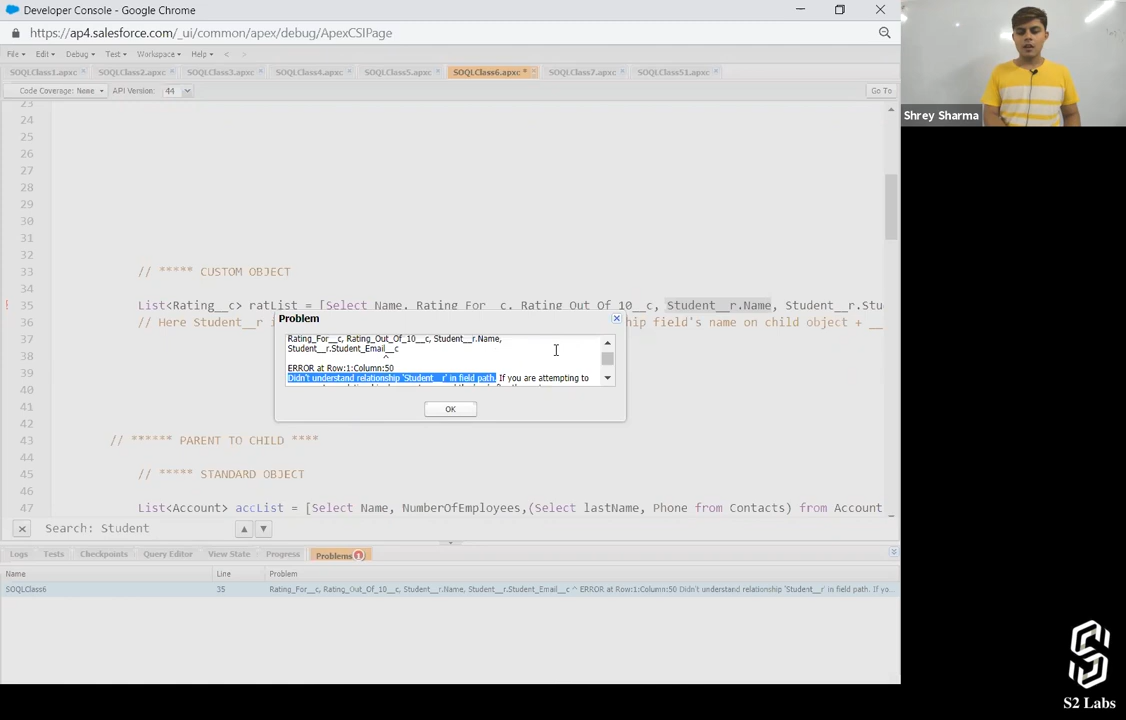 Developer Console - Google Chrome
https://ap4.salesforce.com/_ui/common/apex/debug/ApexCSIPage
File Edit Debug Test Workspace Help < >
SOQLClass1.apxc SOQLClass2.apxc SOQLClass3.apxc SOQLClass4.apxc SOQLClass5.apxc SOQLClass6.apxc * SOQLClass7.apxc SOQLClass51.apxc
Code Coverage: None API Version: 44 Go To
Shrey Sharma
23
24
25
26
27
28
29
30
31
32
33 // ***** CUSTOM OBJECT
34
35 List<Rating__c> ratList = [Select Name, Rating_For__c, Rating_Out_Of_10__c, Student__r.Name, Student__r.Stu
36 // Here Student__r hip field's name on child object + __
37
38
39
40
41
42
43 // ****** PARENT TO CHILD ****
44
45 // ***** STANDARD OBJECT
46
47 List<Account> accList = [Select Name, NumberOfEmployees,(Select lastName, Phone from Contacts) from Account
Problem
Rating_For__c, Rating_Out_Of_10__c, Student__r.Name,
Student__r.Student_Email__c
^
ERROR at Row:1:Column:50
Didn't understand relationship 'Student__r' in field path. If you are attempting to
OK
Search: Student
Logs Tests Checkpoints Query Editor View State Progress Problems 1
Name Line Problem
SOQLClass6 35 Rating_For__c, Rating_Out_Of_10__c, Student__r.Name, Student__r.Student_Email__c ^ ERROR at Row:1:Column:50 Didn't understand relationship 'Student__r' in field path. If yo...
S2 Labs